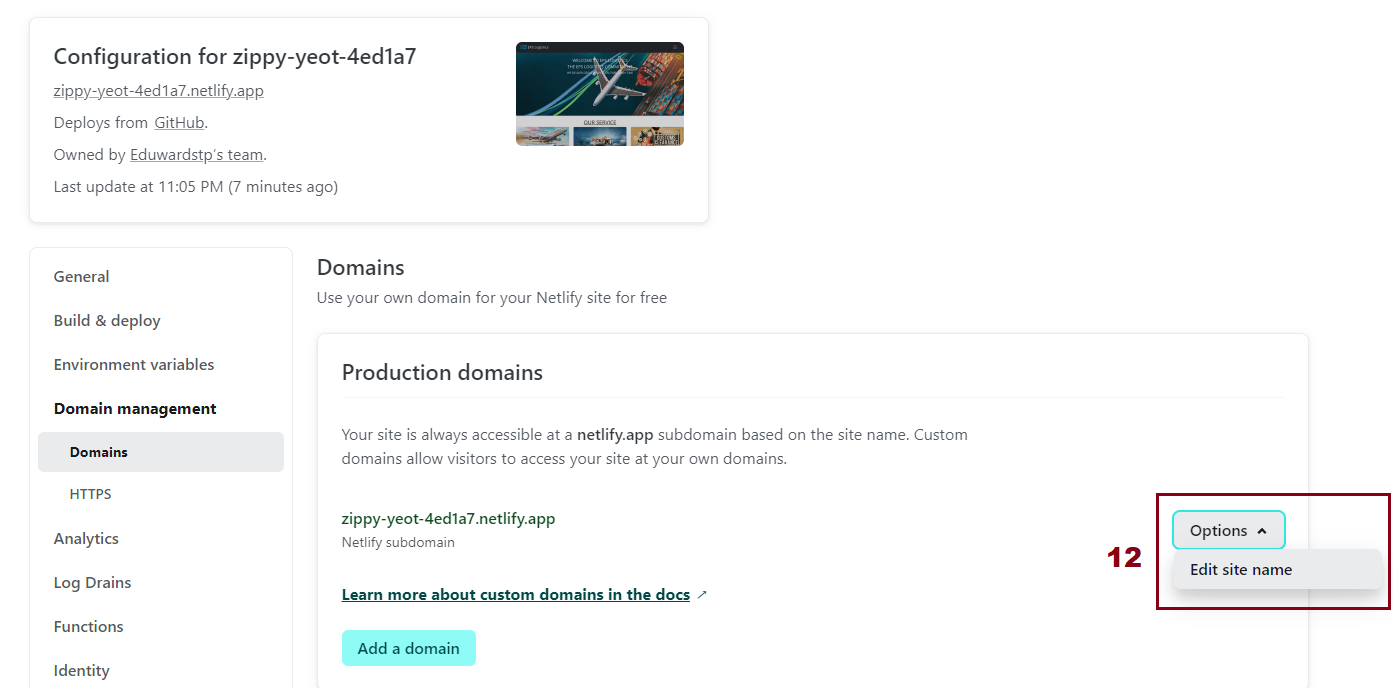 Configuration for zippy-yeot-4ed1a7
zippy-yeot-4ed1a7.netlify.app
Deploys from GitHub.
Owned by Eduwardstp's team.
Last update at 11:05 PM (7 minutes ago)
OUR SERVICE
General
Build & deploy
Environment variables
Domain management
Domains
HTTPS
Analytics
Log Drains
Functions
Identity
Domains
Use your own domain for your Netlify site for free
Production domains
Your site is always accessible at a netlify.app subdomain based on the site name. Custom
domains allow visitors to access your site at your own domains.
zippy-yeot-4ed1a7.netlify.app
Netlify subdomain
Learn more about custom domains in the docs ↗
Add a domain
12
Options
Edit site name